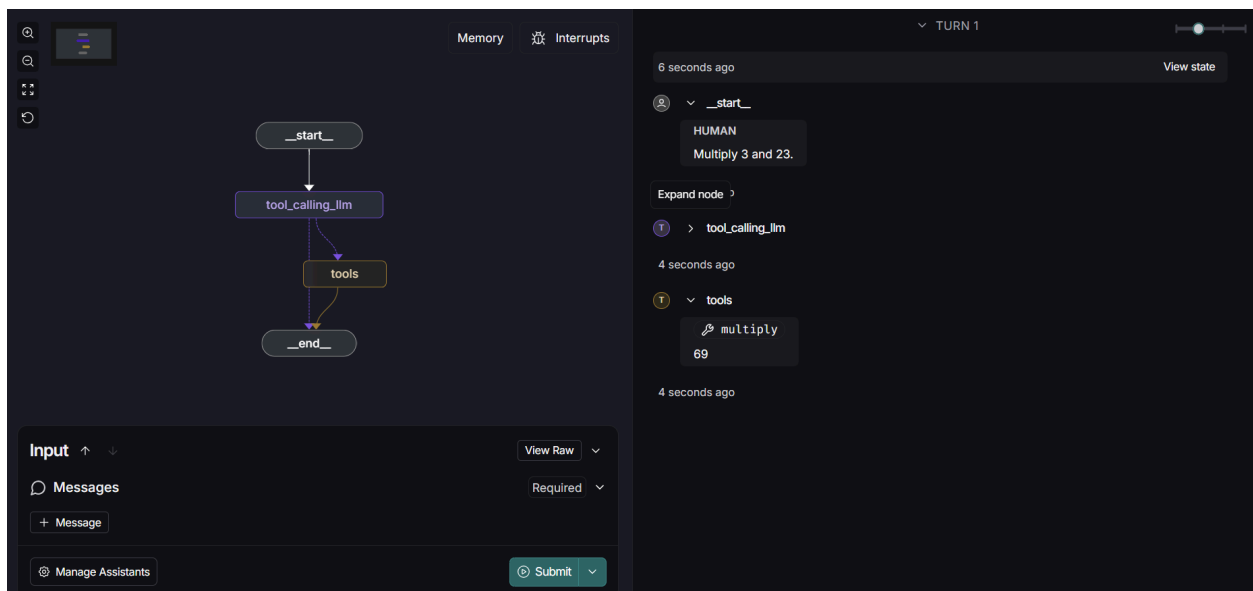 Memory
Interrupts
__start__
tool_calling_llm
tools
__end__
Input
View Raw
Messages
Required
+ Message
Manage Assistants
Submit
TURN 1
6 seconds ago
View state
__start__
HUMAN
Multiply 3 and 23.
Expand node
T
tool_calling_llm
4 seconds ago
T
tools
multiply
69
4 seconds ago